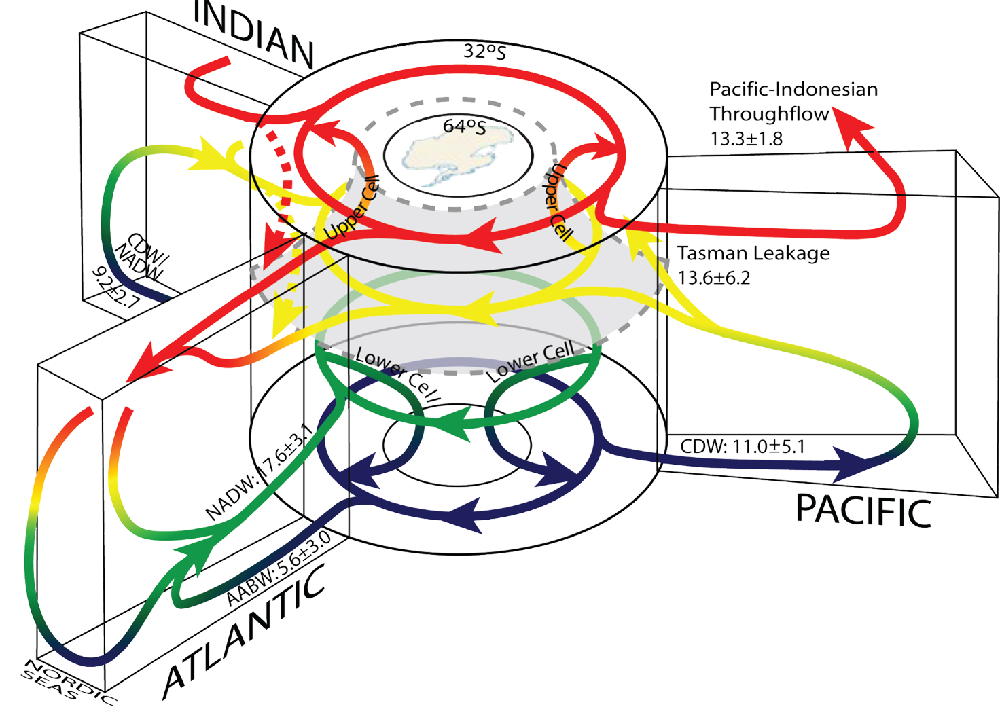 INDIAN
32ºS
64ºS
Pacific-Indonesian
Throughflow
13.3±1.8
Upper Cell
Upper Cell
Tasman Leakage
13.6±6.2
CDW/
NADW
9.2±2.7
Lower Cell
Lower Cell
NADW: 17.6±3.1
CDW: 11.0±5.1
PACIFIC
AABW: 5.6±3.0
ATLANTIC
NORDIC
SEAS